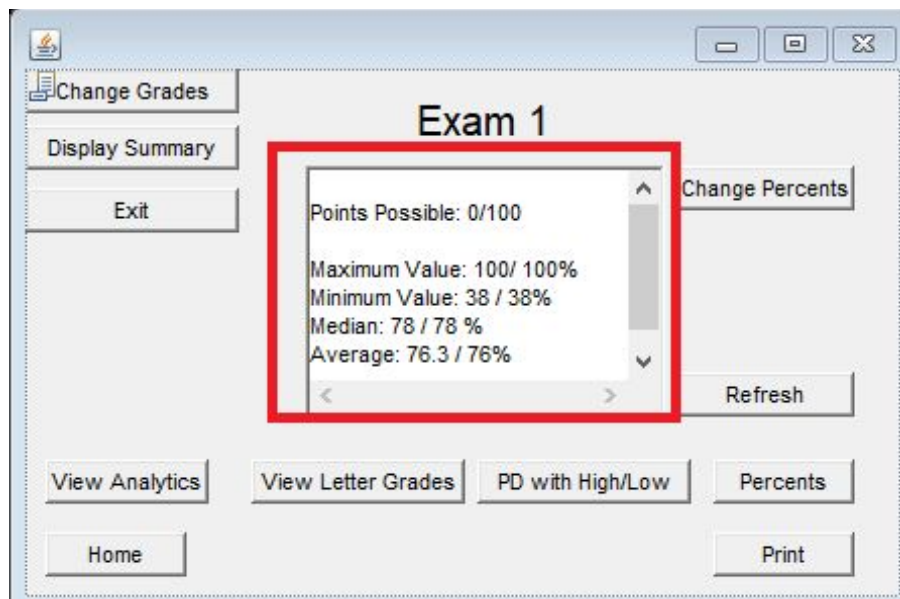 Change Grades
Exam 1
Display Summary
Change Percents
Exit
Points Possible: 0/100
Maximum Value: 100/ 100%
Minimum Value: 38 / 38%
Median: 78 / 78 %
Average: 76.3 / 76%
Refresh
View Analytics
View Letter Grades
PD with High/Low
Percents
Home
Print